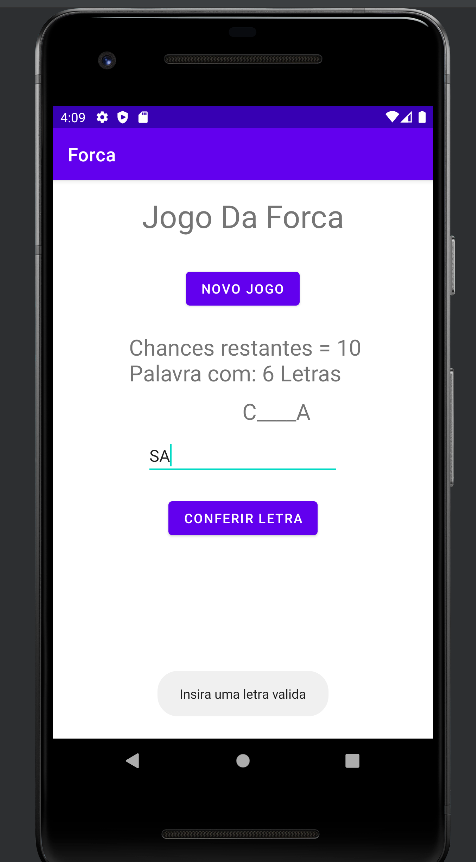 4:09
Forca
Jogo Da Forca
NOVO JOGO
Chances restantes = 10
Palavra com: 6 Letras
C____A
SA
CONFERIR LETRA
Insira uma letra valida